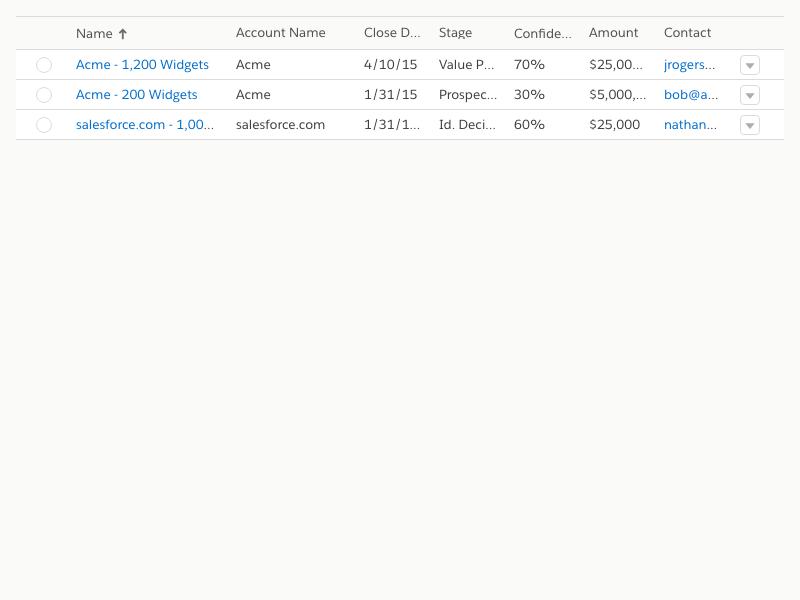 Name Account Name Close D... Stage Confide... Amount Contact
Acme - 1,200 Widgets Acme 4/10/15 Value P... 70% $25,00... jrogers...
Acme - 200 Widgets Acme 1/31/15 Prospec... 30% $5,000,... bob@a...
salesforce.com - 1,00... salesforce.com 1/31/1... Id. Deci... 60% $25,000 nathan...